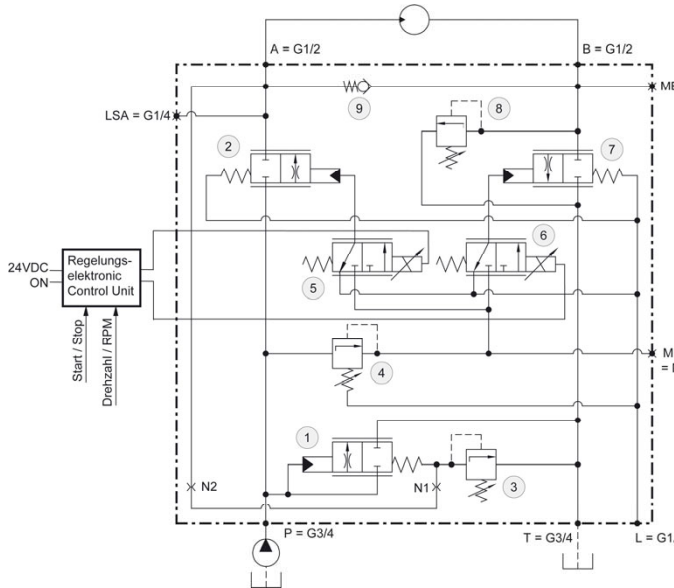 A = G1/2
B = G1/2
9
8
LSA = G1/4
2
7
6
24VDC
ON
Regelungs-
elektronic
Control Unit
5
Start / Stop
Drehzahl / RPM
4
1
3
N2
N1
P = G3/4
T = G3/4